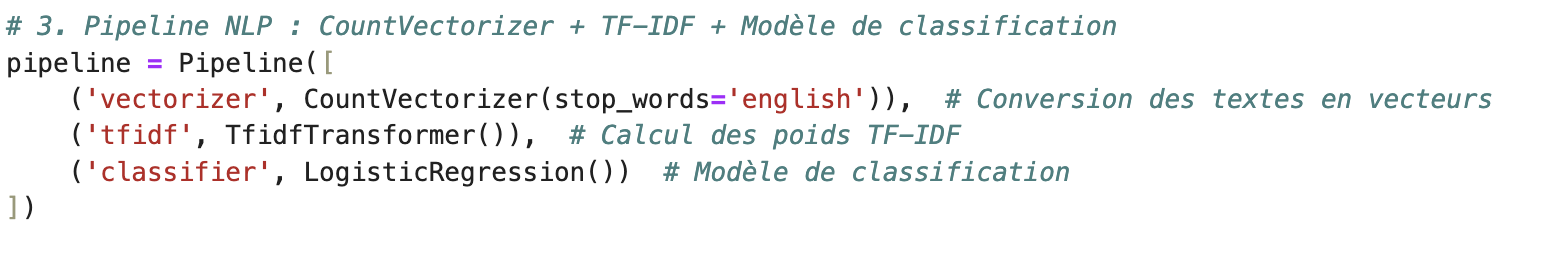 # 3. Pipeline NLP : CountVectorizer + TF-IDF + Modèle de classification
pipeline = Pipeline([
    ('vectorizer', CountVectorizer(stop_words='english')),  # Conversion des textes en vecteurs
    ('tfidf', TfidfTransformer()),  # Calcul des poids TF-IDF
    ('classifier', LogisticRegression())  # Modèle de classification
])